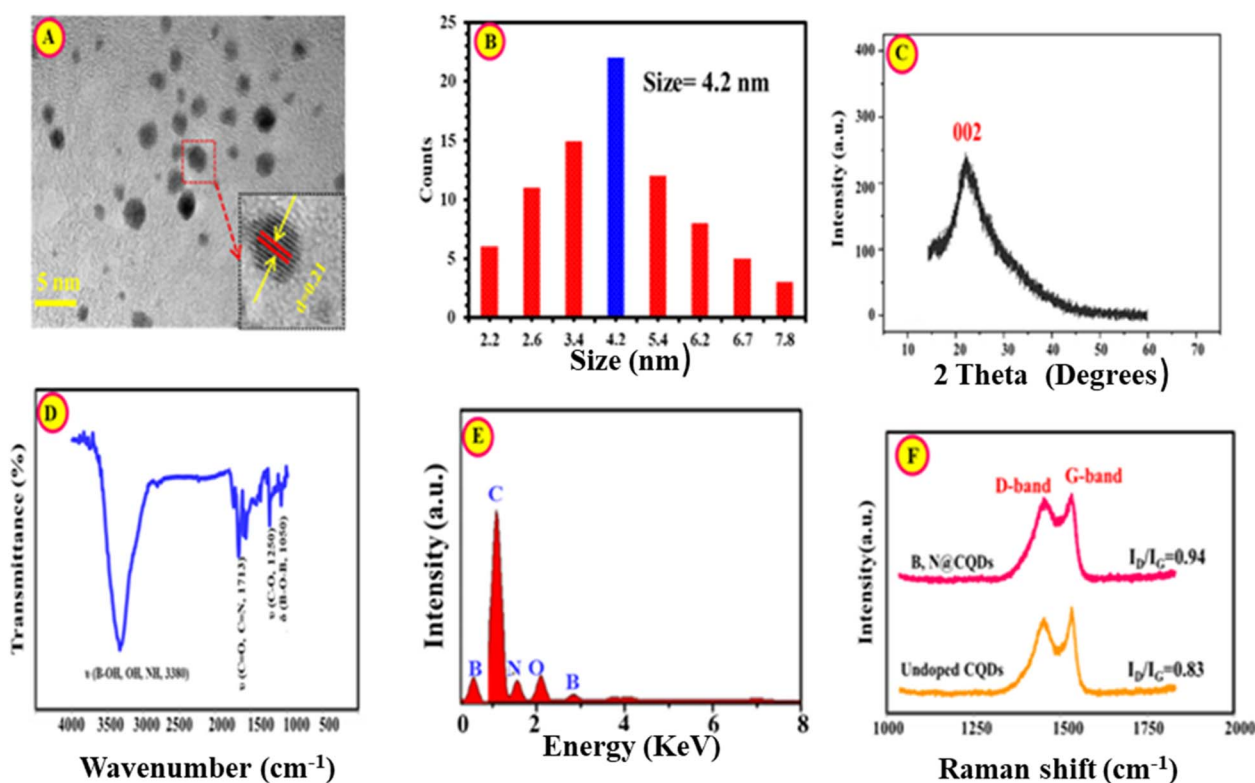 A
5 nm
d=0.21
B
Size= 4.2 nm
Counts
25
20
15
10
5
0
2.2 2.6 3.4 4.2 5.4 6.2 6.7 7.8
Size (nm)
C
002
Intensity (a.u.)
400
300
200
100
0
10 20 30 40 50 60 70
2 Theta (Degrees)
D
Transmittance (%)
υ (B-OH, OH, NH, 3380)
υ (C=O, C=N, 1713)
υ (C-O, 1250)
δ (B-O-B, 1050)
4000 3500 3000 2500 2000 1500 1000 500
Wavenumber (cm-1)
E
Intensity (a.u.)
B C N O B
0 2 4 6 8
Energy (KeV)
F
D-band G-band
Intensity(a.u.)
B, N@CQDs ID/IG=0.94
Undoped CQDs ID/IG=0.83
1000 1500 1500 2000
Raman shift (cm-1)